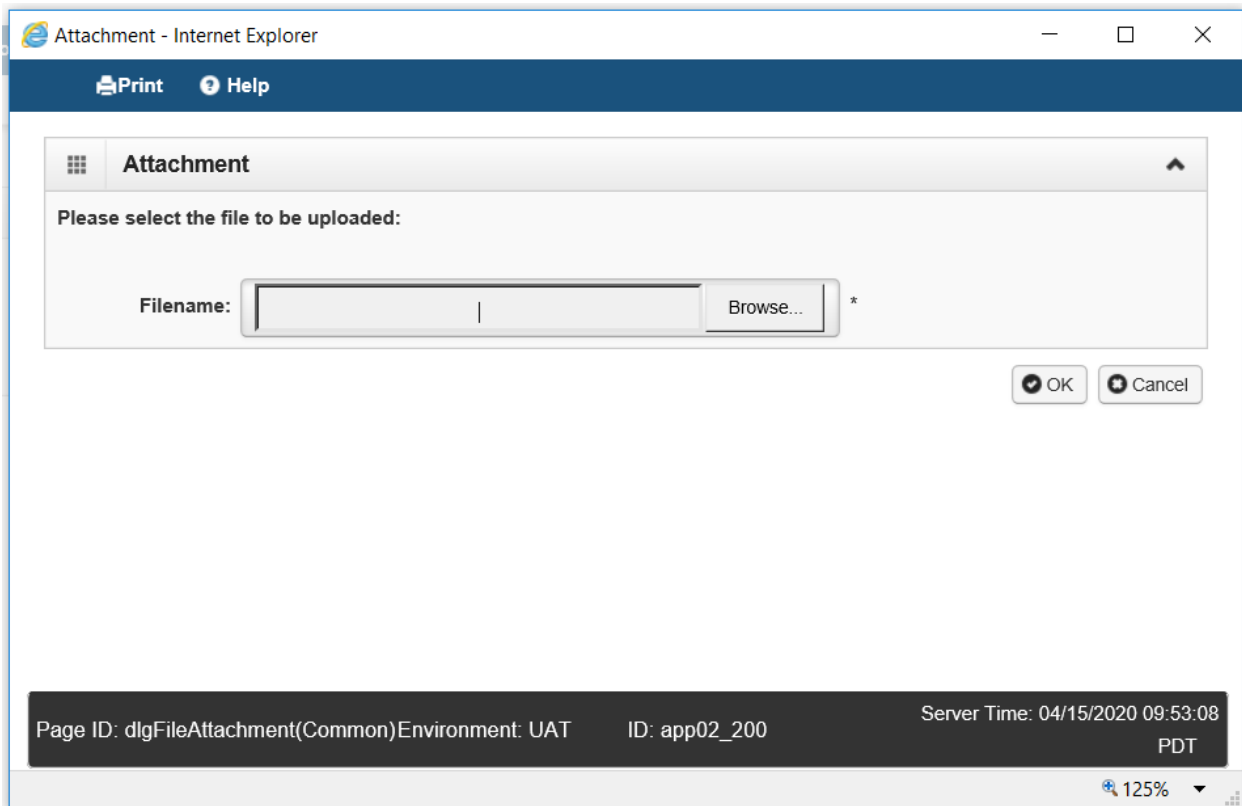 Attachment - Internet Explorer
Print Help
Attachment
Please select the file to be uploaded:
Filename: Browse... *
OK Cancel
Page ID: dlgFileAttachment(Common)Environment: UAT ID: app02_200 Server Time: 04/15/2020 09:53:08
PDT
125%